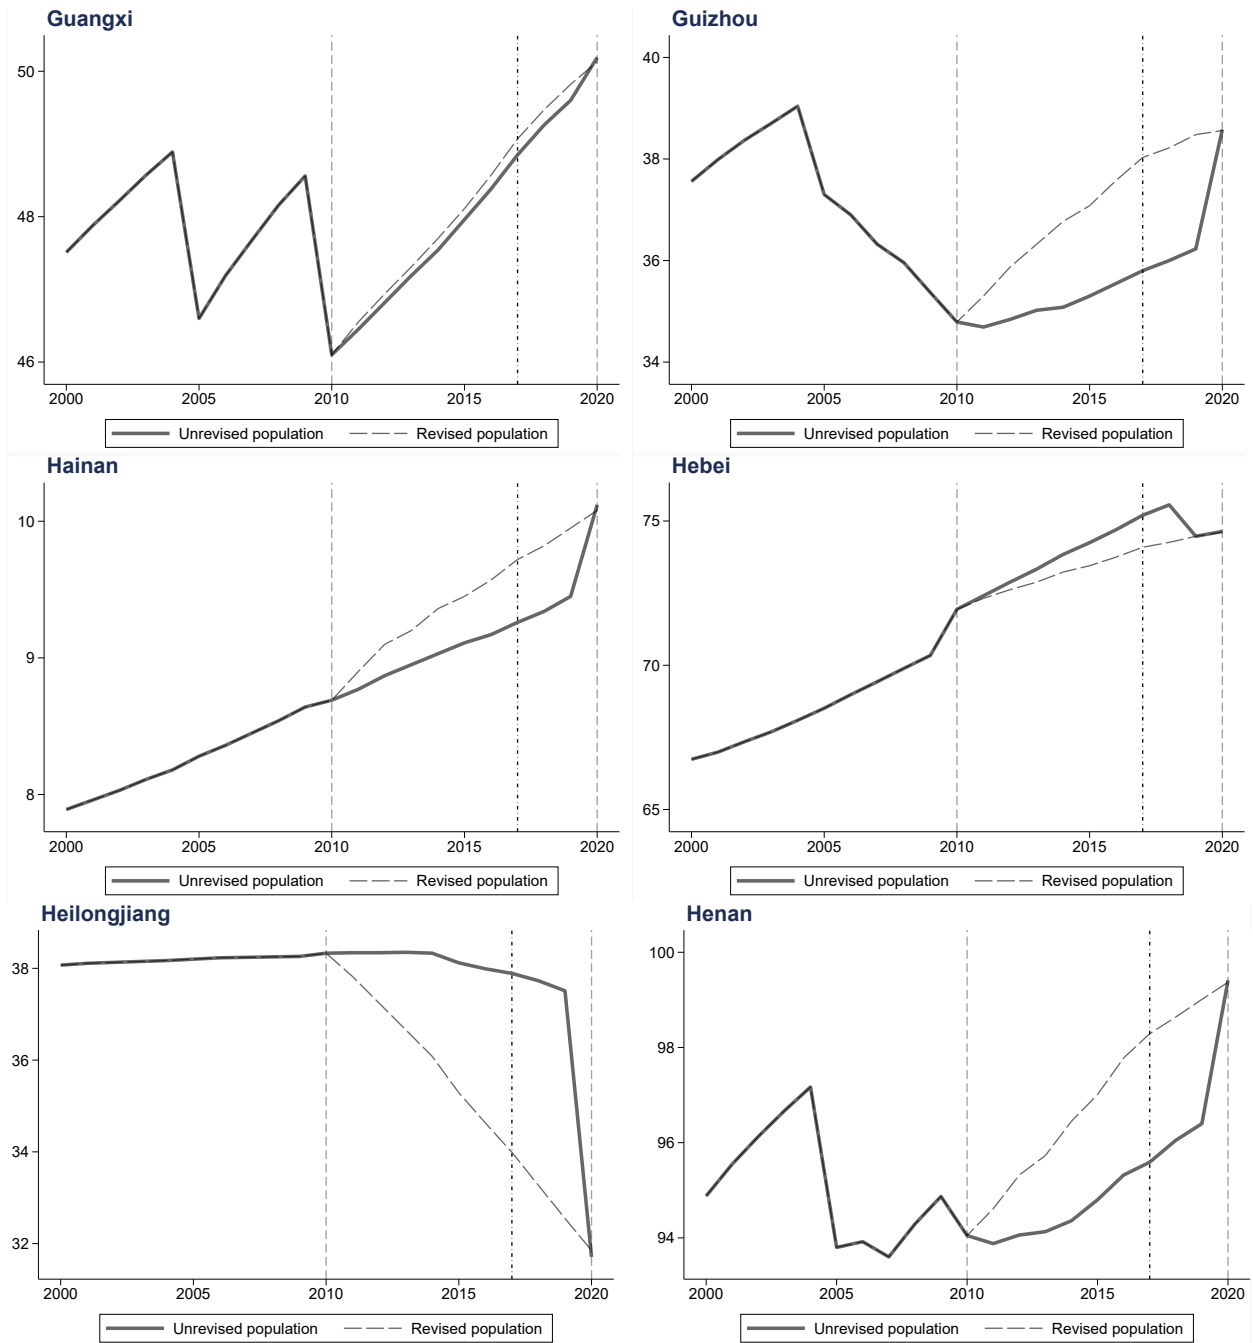 Guangxi
50
48
46
2000 2005 2010 2015 2020
Unrevised population Revised population
Guizhou
40
38
36
34
2000 2005 2010 2015 2020
Unrevised population Revised population
Hainan
10
9
8
2000 2005 2010 2015 2020
Unrevised population Revised population
Hebei
75
70
65
2000 2005 2010 2015 2020
Unrevised population Revised population
Heilongjiang
38
36
34
32
2000 2005 2010 2015 2020
Unrevised population Revised population
Henan
100
98
96
94
2000 2005 2010 2015 2020
Unrevised population Revised population